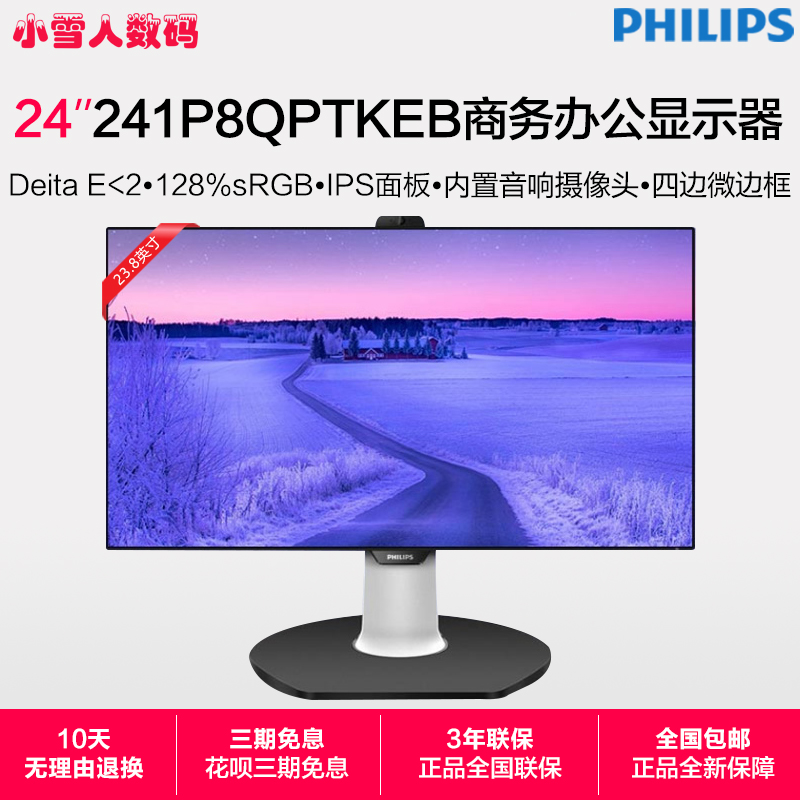 小雪人数码
PHILIPS
24"241P8QPTKEB商务办公显示器
Deita E<2•128%sRGB•IPS面板•内置音响摄像头•四边微边框
23.8英寸
PHILIPS
10天
无理由退换
三期免息
花呗三期免息
3年联保
正品全国联保
全国包邮
正品全新保障